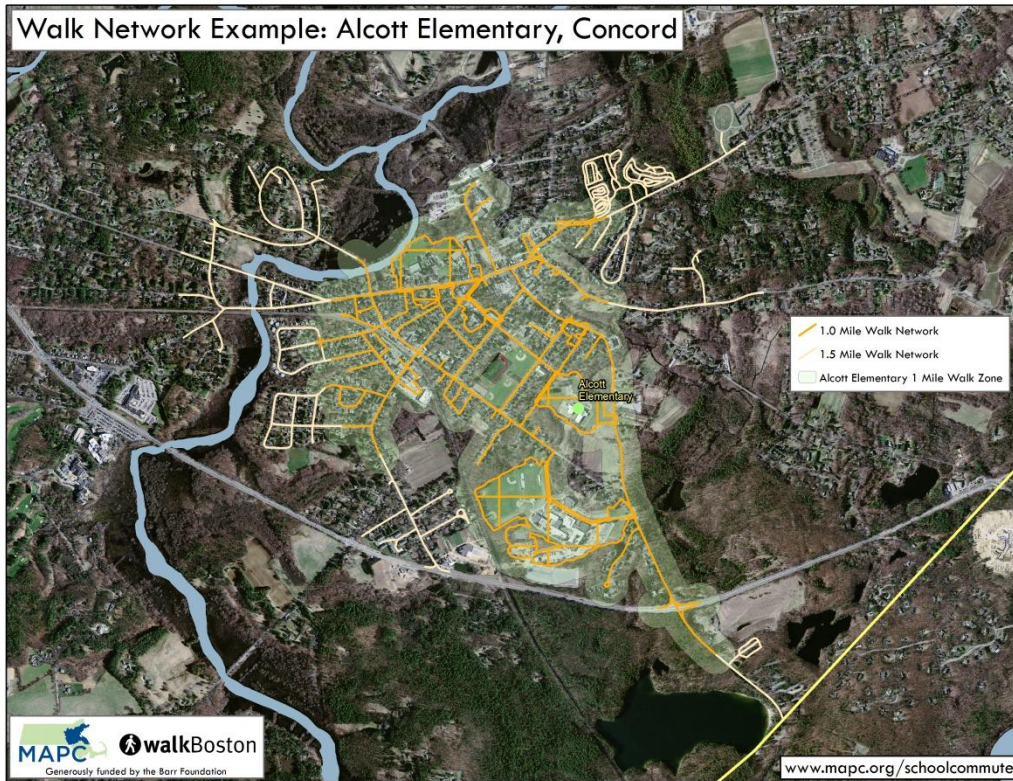 Walk Network Example: Alcott Elementary, Concord
1.0 Mile Walk Network
1.5 Mile Walk Network
Alcott Elementary 1 Mile Walk Zone
Alcott
Elementary
MAPC
walkBoston
Generously funded by the Barr Foundation
www.mapc.org/schoolcommute